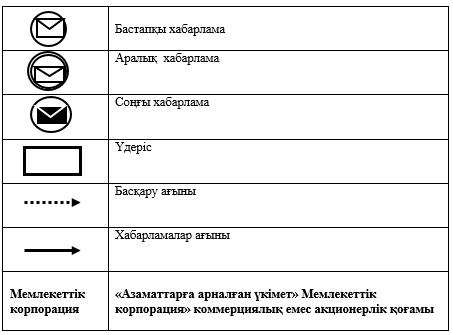 Бастапқы хабарлама
Аралық хабарлама
Соңғы хабарлама
Үдеріс
Басқару ағыны
Хабарламалар ағыны
Мемлекеттік
корпорация
«Азаматтарға арналған үкімет» Мемлекеттік
корпорация» коммерциялық емес акционерлік қоғамы